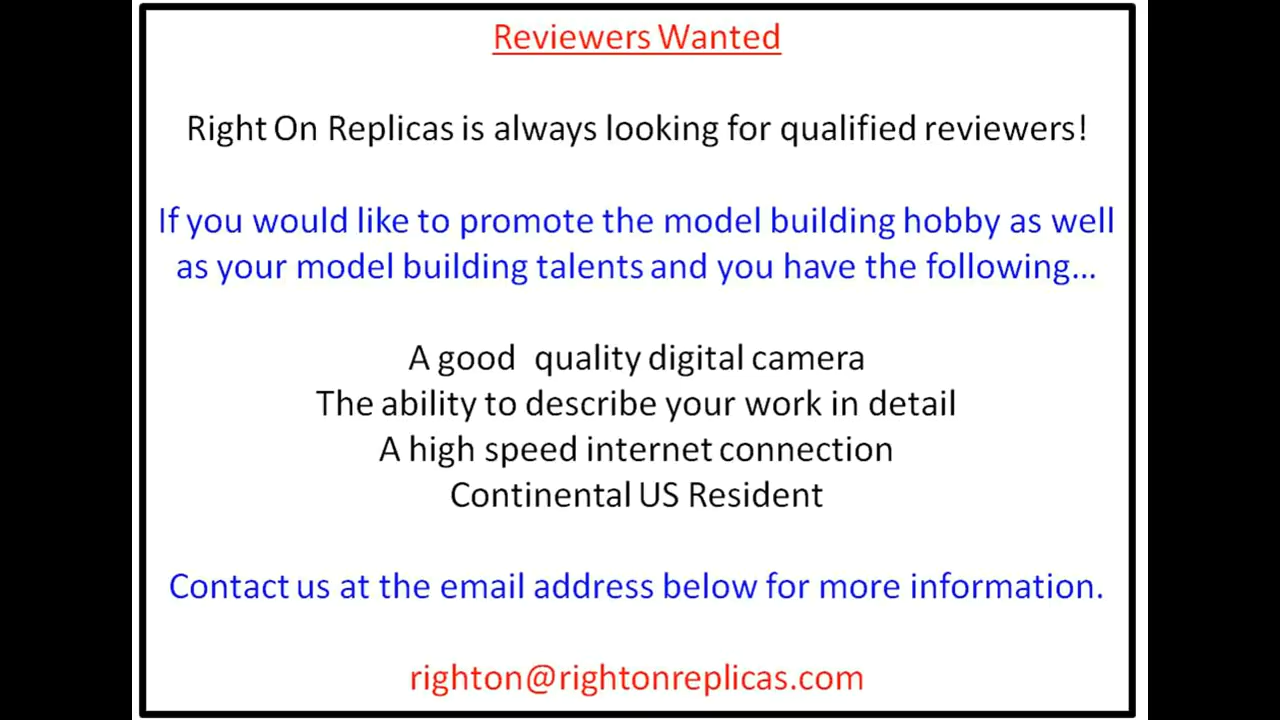 Reviewers Wanted
Right On Replicas is always looking for qualified reviewers!
If you would like to promote the model building hobby as well
as your model building talents and you have the following...
A good quality digital camera
The ability to describe your work in detail
A high speed internet connection
Continental US Resident
Contact us at the email address below for more information.
righton@rightonreplicas.com